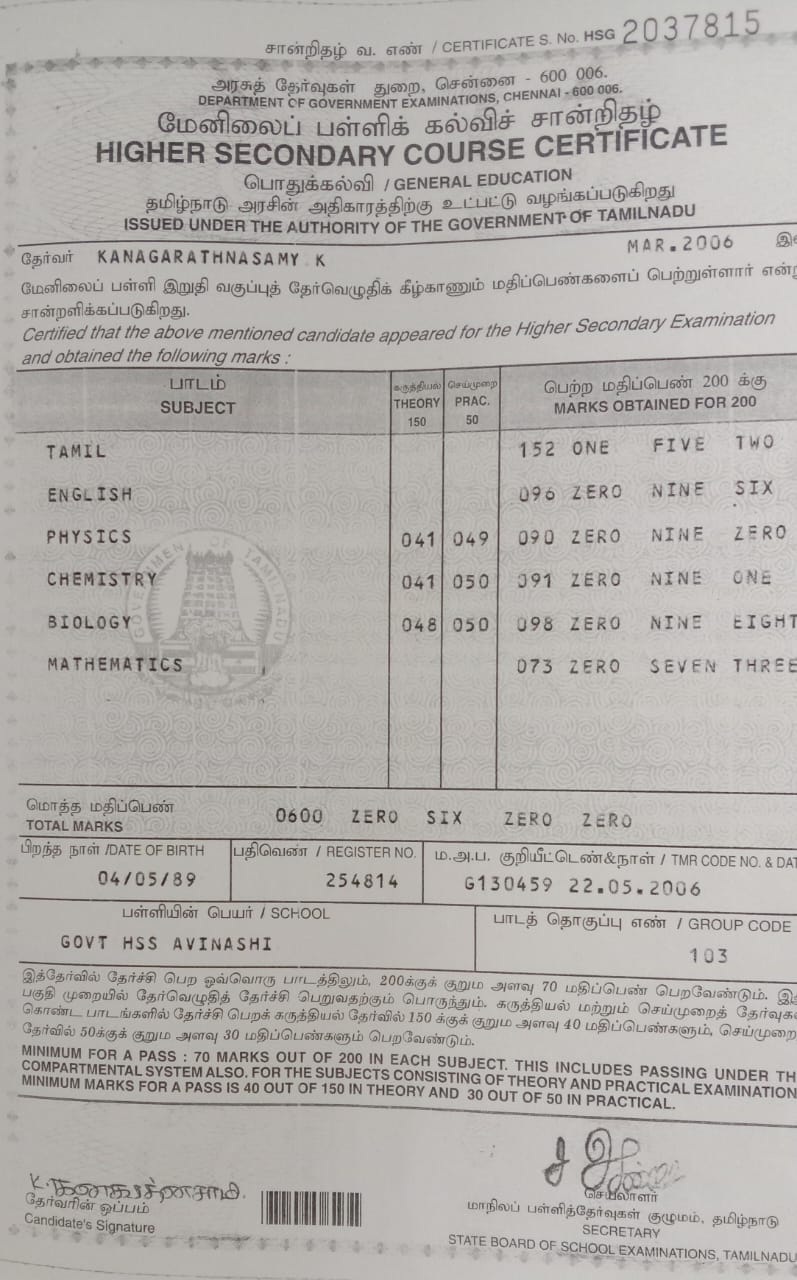 சான்றிதழ் வ. எண் / CERTIFICATE S. No. HSG 2037815
அரசுத் தேர்வுகள் துறை, சென்னை - 600 006.
DEPARTMENT OF GOVERNMENT EXAMINATIONS, CHENNAI - 600 006.
மேனிலைப் பள்ளிக் கல்விச் சான்றிதழ்
HIGHER SECONDARY COURSE CERTIFICATE
பொதுக்கல்வி / GENERAL EDUCATION
தமிழ்நாடு அரசின் அதிகாரத்திற்கு உட்பட்டு வழங்கப்படுகிறது
ISSUED UNDER THE AUTHORITY OF THE GOVERNMENT OF TAMILNADU
தேர்வர் KANAGARATHNASAMY K MAR.2006
மேனிலைப் பள்ளி இறுதி வகுப்புத் தேர்வெழுதிக் கீழ்காணும் மதிப்பெண்களைப் பெற்றுள்ளார்
சான்றளிக்கப்படுகிறது.
Certified that the above mentioned candidate appeared for the Higher Secondary Examination
and obtained the following marks :
பாடம் கருத்தியல் செய்முறை பெற்ற மதிப்பெண் 200 க்கு
SUBJECT THEORY PRAC. MARKS OBTAINED FOR 200
150 50
TAMIL 152 ONE FIVE TWO
ENGLISH 096 ZERO NINE SIX
PHYSICS 041 049 090 ZERO NINE ZERO
CHEMISTRY 041 050 091 ZERO NINE ONE
BIOLOGY 048 050 098 ZERO NINE EIGHT
MATHEMATICS 073 ZERO SEVEN THREE
GOVERNMENT OF TAMIL NADU
மொத்த மதிப்பெண்
TOTAL MARKS 0600 ZERO SIX ZERO ZERO
பிறந்த நாள் /DATE OF BIRTH பதிவெண் / REGISTER NO. ம.அ.ப. குறியீட்டெண்&நாள் / TMR CODE NO. & DAT
04/05/89 254814 G130459 22.05.2006
பள்ளியின் பெயர் / SCHOOL பாடத் தொகுப்பு எண் / GROUP CODE
GOVT HSS AVINASHI 103
இத்தேர்வில் தேர்ச்சி பெற ஒவ்வொரு பாடத்திலும், 200க்குக் குறும அளவு 70 மதிப்பெண் பெறவேண்டும்.
பகுதி முறையில் தேர்வெழுதித் தேர்ச்சி பெறுவதற்கும் பொருந்தும். கருத்தியல் மற்றும் செய்முறைத்
கொண்ட பாடங்களில் தேர்ச்சி பெறக் கருத்தியல் தேர்வில் 150 க்குக் குறும அளவு 40 மதிப்பெண்களும், செய்முறை
தேர்வில் 50க்குக் குறும அளவு 30 மதிப்பெண்களும் பெறவேண்டும்.
MINIMUM FOR A PASS : 70 MARKS OUT OF 200 IN EACH SUBJECT. THIS INCLUDES PASSING UNDER TH
COMPARTMENTAL SYSTEM ALSO. FOR THE SUBJECTS CONSISTING OF THEORY AND PRACTICAL EXAMINATION
MINIMUM MARKS FOR A PASS IS 40 OUT OF 150 IN THEORY AND 30 OUT OF 50 IN PRACTICAL.
K. கனகரத்னசாமி.
தேர்வரின் ஒப்பம்
Candidate's Signature
செயலாளர்
மாநிலப் பள்ளித்தேர்வுகள் குழுமம், தமிழ்நாடு
SECRETARY
STATE BOARD OF SCHOOL EXAMINATIONS, TAMILNADU